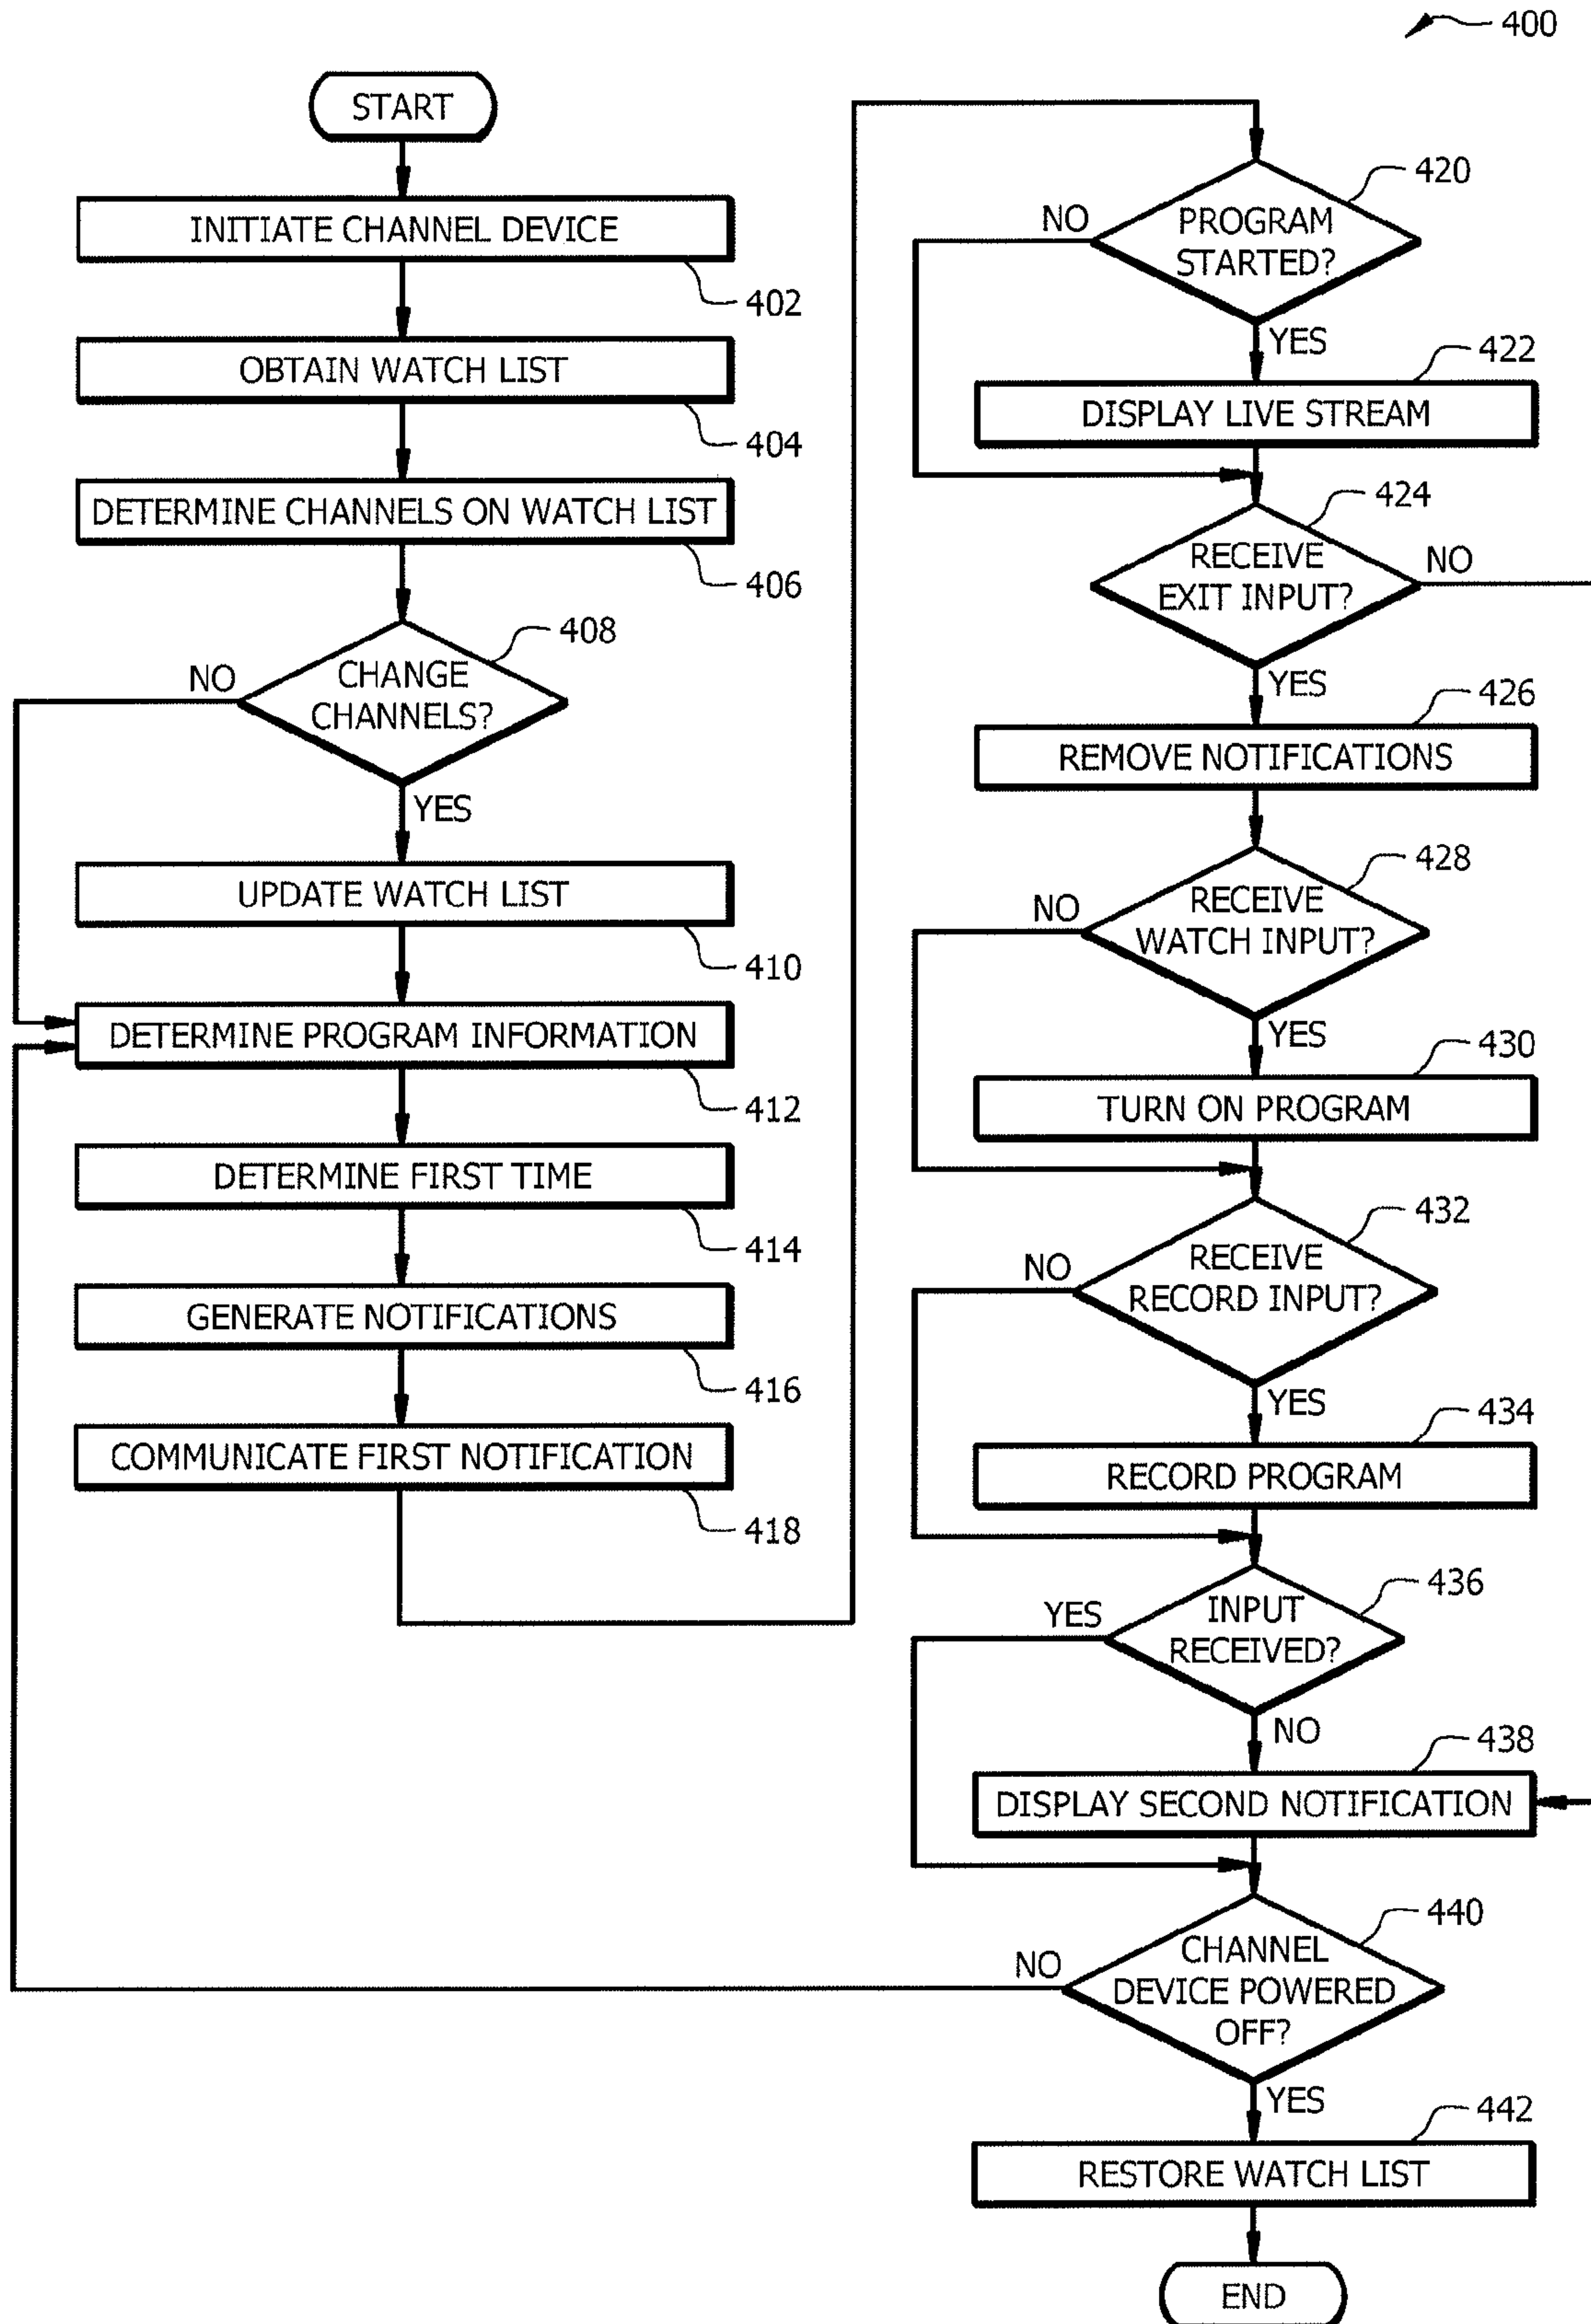 400
START
INITIATE CHANNEL DEVICE
402
OBTAIN WATCH LIST
404
DETERMINE CHANNELS ON WATCH LIST
406
CHANGE
CHANNELS?
408
NO
YES
UPDATE WATCH LIST
410
DETERMINE PROGRAM INFORMATION
412
DETERMINE FIRST TIME
414
GENERATE NOTIFICATIONS
416
COMMUNICATE FIRST NOTIFICATION
418
PROGRAM
STARTED?
420
NO
YES
422
DISPLAY LIVE STREAM
424
RECEIVE
EXIT INPUT?
NO
YES
426
REMOVE NOTIFICATIONS
428
RECEIVE
WATCH INPUT?
NO
YES
430
TURN ON PROGRAM
432
RECEIVE
RECORD INPUT?
NO
YES
434
RECORD PROGRAM
436
INPUT
RECEIVED?
YES
NO
438
DISPLAY SECOND NOTIFICATION
440
CHANNEL
DEVICE POWERED
OFF?
NO
YES
442
RESTORE WATCH LIST
END